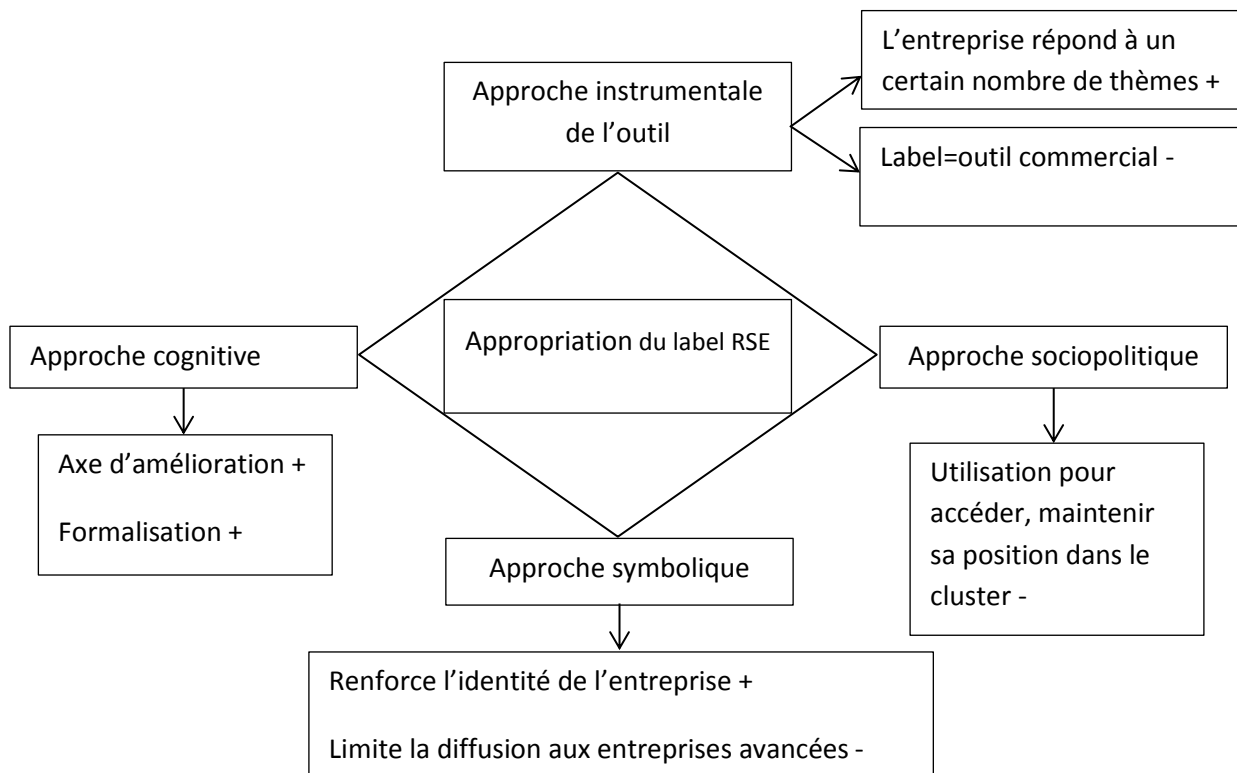 L’entreprise répond à un
certain nombre de thèmes +
Approche instrumentale
de l’outil
Label=outil commercial -
Appropriation du label RSE
Approche cognitive
Approche sociopolitique
Axe d’amélioration +
Formalisation +
Utilisation pour
accéder, maintenir
sa position dans le
cluster -
Approche symbolique
Renforce l’identité de l’entreprise +
Limite la diffusion aux entreprises avancées -